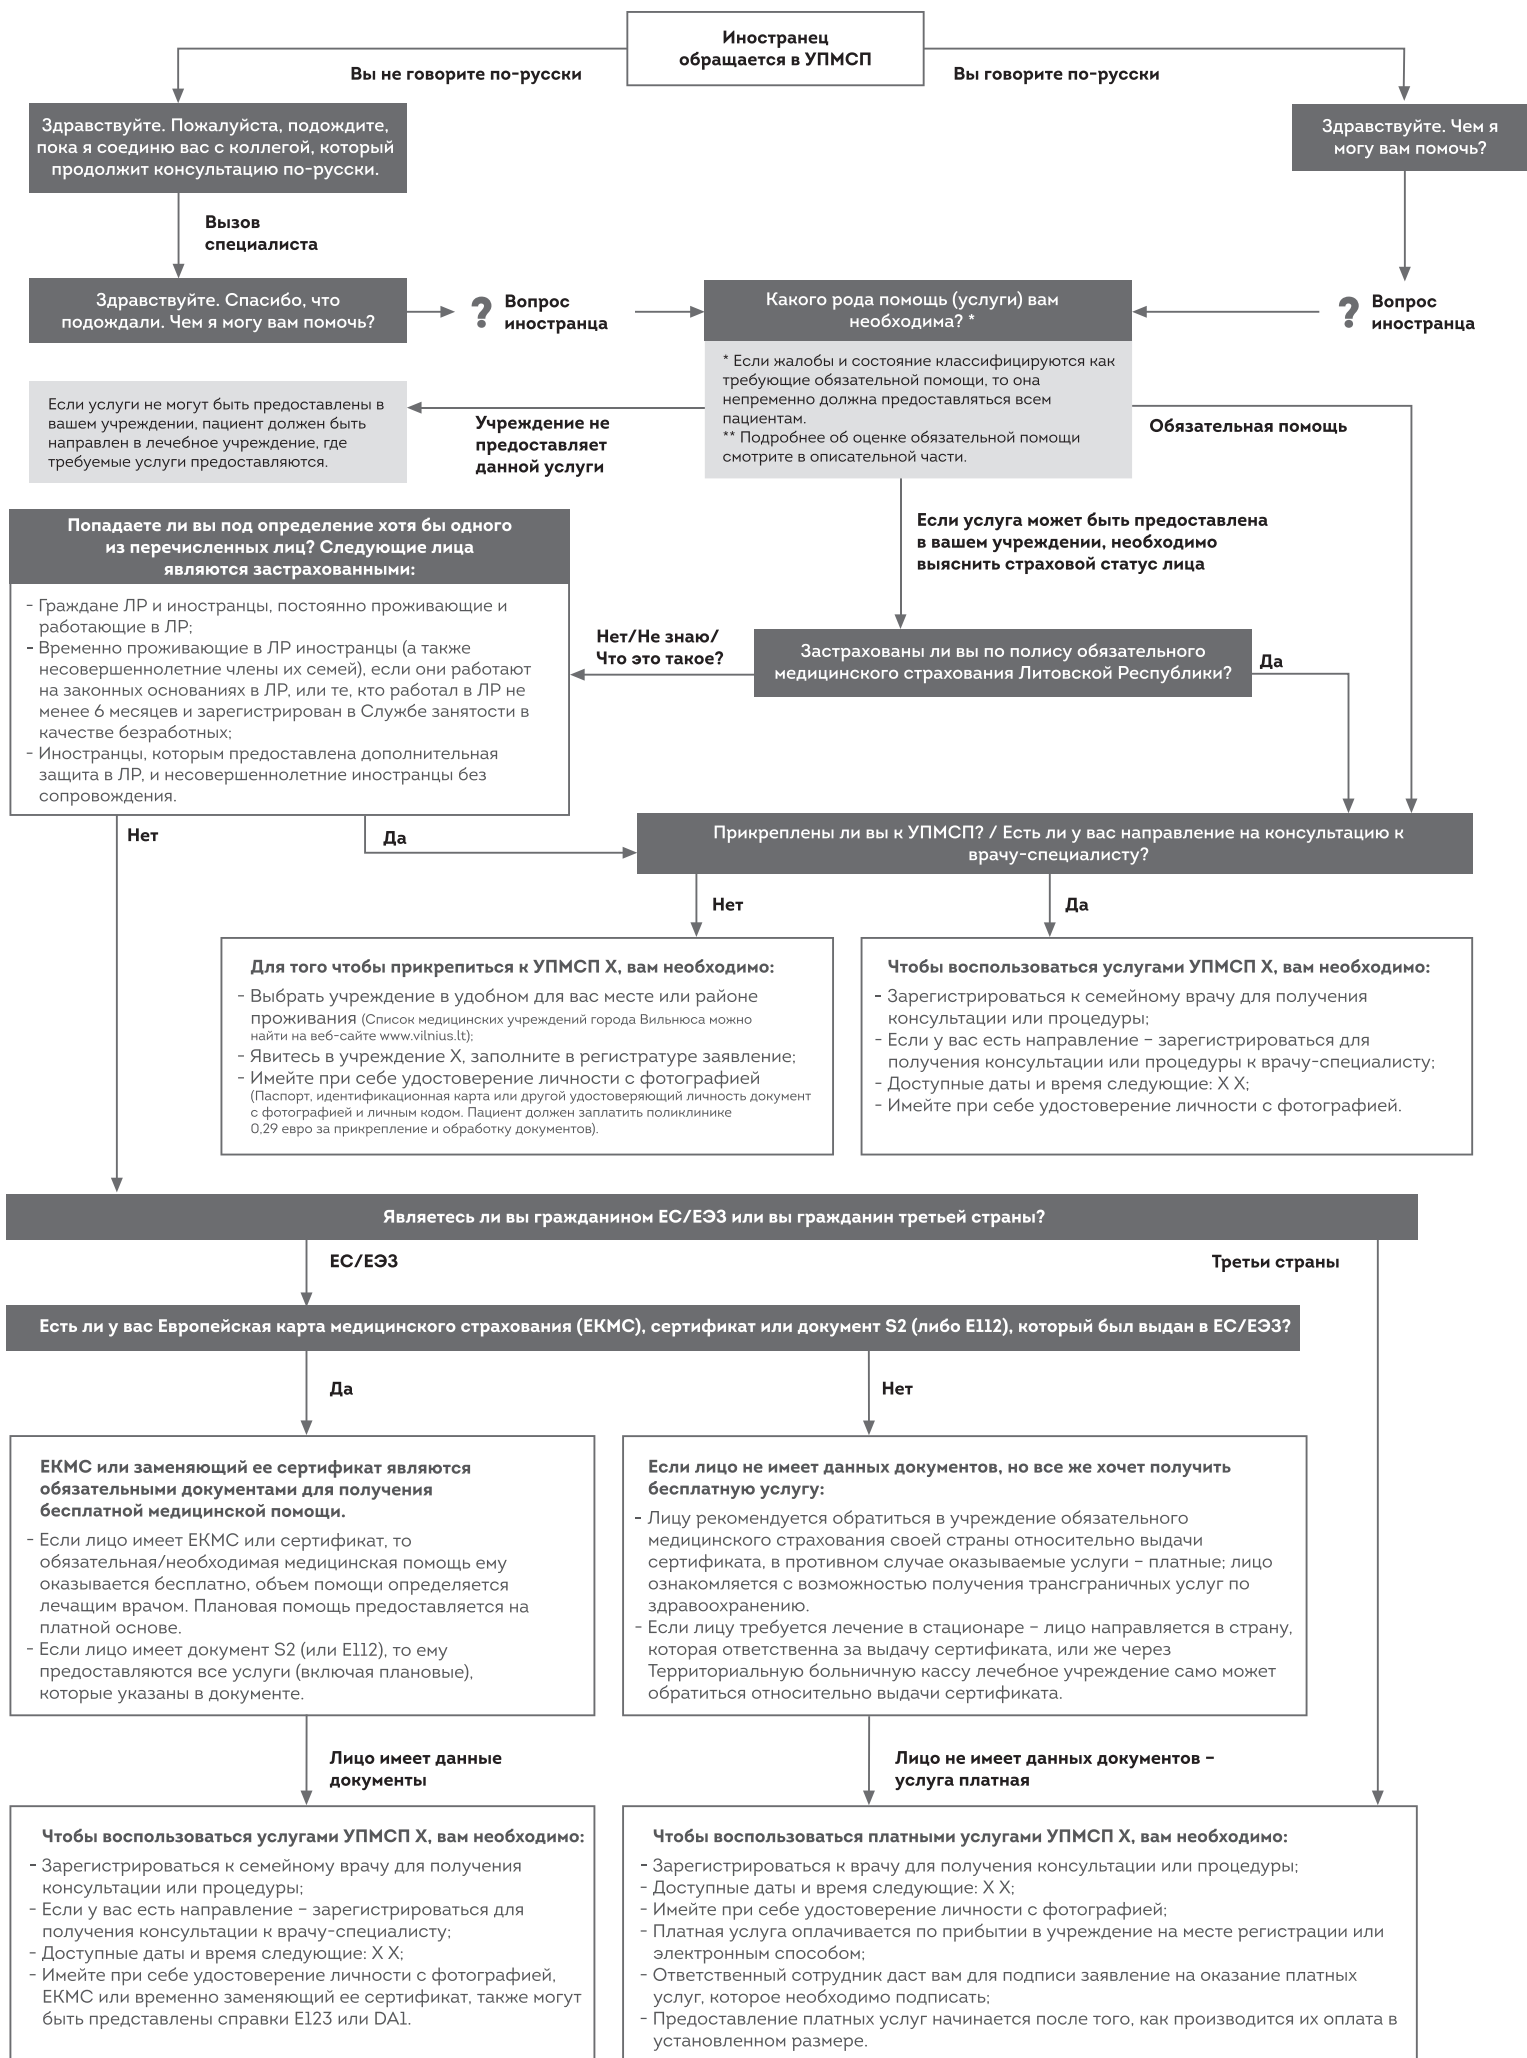 Иностранец
обращается в УПМСП
Вы не говорите по-русски
Вы говорите по-русски
Здравствуйте. Пожалуйста, подождите,
пока я соединю вас с коллегой, который
продолжит консультацию по-русски.
Здравствуйте. Чем я
могу вам помочь?
Вызов
специалиста
Здравствуйте. Спасибо, что
подождали. Чем я могу вам помочь?
? Вопрос
иностранца
Какого рода помощь (услуги) вам
необходима? *
? Вопрос
иностранца
* Если жалобы и состояние классифицируются как
требующие обязательной помощи, то она
непременно должна предоставляться всем
пациентам.
** Подробнее об оценке обязательной помощи
смотрите в описательной части.
Если услуги не могут быть предоставлены в
вашем учреждении, пациент должен быть
направлен в лечебное учреждение, где
требуемые услуги предоставляются.
Учреждение не
предоставляет
данной услуги
Обязательная помощь
Если услуга может быть предоставлена
в вашем учреждении, необходимо
выяснить страховой статус лица
Попадаете ли вы под определение хотя бы одного
из перечисленных лиц? Следующие лица
являются застрахованными:
- Граждане ЛР и иностранцы, постоянно проживающие и
работающие в ЛР;
- Временно проживающие в ЛР иностранцы (а также
несовершеннолетние члены их семей), если они работают
на законных основаниях в ЛР, или те, кто работал в ЛР не
менее 6 месяцев и зарегистрирован в Службе занятости в
качестве безработных;
- Иностранцы, которым предоставлена дополнительная
защита в ЛР, и несовершеннолетние иностранцы без
сопровождения.
Нет/Не знаю/
Что это такое?
Застрахованы ли вы по полису обязательного
медицинского страхования Литовской Республики?
Да
Нет
Да
Прикреплены ли вы к УПМСП? / Есть ли у вас направление на консультацию к
врачу-специалисту?
Нет
Да
Для того чтобы прикрепиться к УПМСП X, вам необходимо:
- Выбрать учреждение в удобном для вас месте или районе
проживания (Список медицинских учреждений города Вильнюса можно
найти на веб-сайте www.vilnius.lt);
- Явитесь в учреждение X, заполните в регистратуре заявление;
- Имейте при себе удостоверение личности с фотографией
(Паспорт, идентификационная карта или другой удостоверяющий личность документ
с фотографией и личным кодом. Пациент должен заплатить поликлинике
0,29 евро за прикрепление и обработку документов).
Чтобы воспользоваться услугами УПМСП X, вам необходимо:
- Зарегистрироваться к семейному врачу для получения
консультации или процедуры;
- Если у вас есть направление – зарегистрироваться для
получения консультации или процедуры к врачу-специалисту;
- Доступные даты и время следующие: X X;
- Имейте при себе удостоверение личности с фотографией.
Являетесь ли вы гражданином ЕС/ЕЭЗ или вы гражданин третьей страны?
ЕС/ЕЭЗ
Третьи страны
Есть ли у вас Европейская карта медицинского страхования (ЕКМС), сертификат или документ S2 (либо E112), который был выдан в ЕС/ЕЭЗ?
Да
Нет
ЕКМС или заменяющий ее сертификат являются
обязательными документами для получения
бесплатной медицинской помощи.
- Если лицо имеет ЕКМС или сертификат, то
обязательная/необходимая медицинская помощь ему
оказывается бесплатно, объем помощи определяется
лечащим врачом. Плановая помощь предоставляется на
платной основе.
- Если лицо имеет документ S2 (или E112), то ему
предоставляются все услуги (включая плановые),
которые указаны в документе.
Если лицо не имеет данных документов, но все же хочет получить
бесплатную услугу:
- Лицу рекомендуется обратиться в учреждение обязательного
медицинского страхования своей страны относительно выдачи
сертификата, в противном случае оказываемые услуги – платные; лицо
ознакомляется с возможностью получения трансграничных услуг по
здравоохранению.
- Если лицу требуется лечение в стационаре – лицо направляется в страну,
которая ответственна за выдачу сертификата, или же через
Территориальную больничную кассу лечебное учреждение само может
обратиться относительно выдачи сертификата.
Лицо имеет данные
документы
Лицо не имеет данных документов –
услуга платная
Чтобы воспользоваться услугами УПМСП X, вам необходимо:
- Зарегистрироваться к семейному врачу для получения
консультации или процедуры;
- Если у вас есть направление – зарегистрироваться для
получения консультации к врачу-специалисту;
- Доступные даты и время следующие: X X;
- Имейте при себе удостоверение личности с фотографией,
ЕКМС или временно заменяющий ее сертификат, также могут
быть представлены справки E123 или DA1.
Чтобы воспользоваться платными услугами УПМСП X, вам необходимо:
- Зарегистрироваться к врачу для получения консультации или процедуры;
- Доступные даты и время следующие: X X;
- Имейте при себе удостоверение личности с фотографией;
- Платная услуга оплачивается по прибытии в учреждение на месте регистрации или
электронным способом;
- Ответственный сотрудник даст вам для подписи заявление на оказание платных
услуг, которое необходимо подписать;
- Предоставление платных услуг начинается после того, как производится их оплата в
установленном размере.